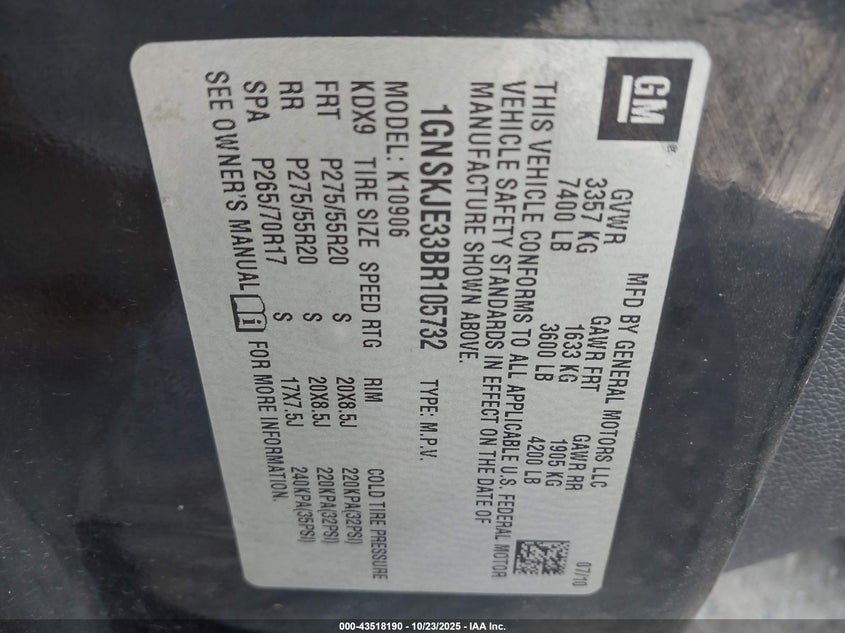 GM
MFD BY GENERAL MOTORS LLC
07/10
GVWR GAWR FRT GAWR RR
3357 KG 1633 KG 1905 KG
7400 LB 3600 LB 4200 LB
THIS VEHICLE CONFORMS TO ALL APPLICABLE U.S. FEDERAL MOTOR
VEHICLE SAFETY STANDARDS IN EFFECT ON THE DATE OF
MANUFACTURE SHOWN ABOVE.
1GNSKJE33BR105732 TYPE: M.P.V.
MODEL: K10906
KDX9 TIRE SIZE SPEED RTG RIM COLD TIRE PRESSURE
FRT P275/55R20 S 20X8.5J 220KPA(32PSI)
RR P275/55R20 S 20X8.5J 220KPA(32PSI)
SPA P265/70R17 S 17X7.5J 240KPA(35PSI)
SEE OWNER'S MANUAL i FOR MORE INFORMATION.
000-43518190 - 10/23/2025 - IAA Inc.